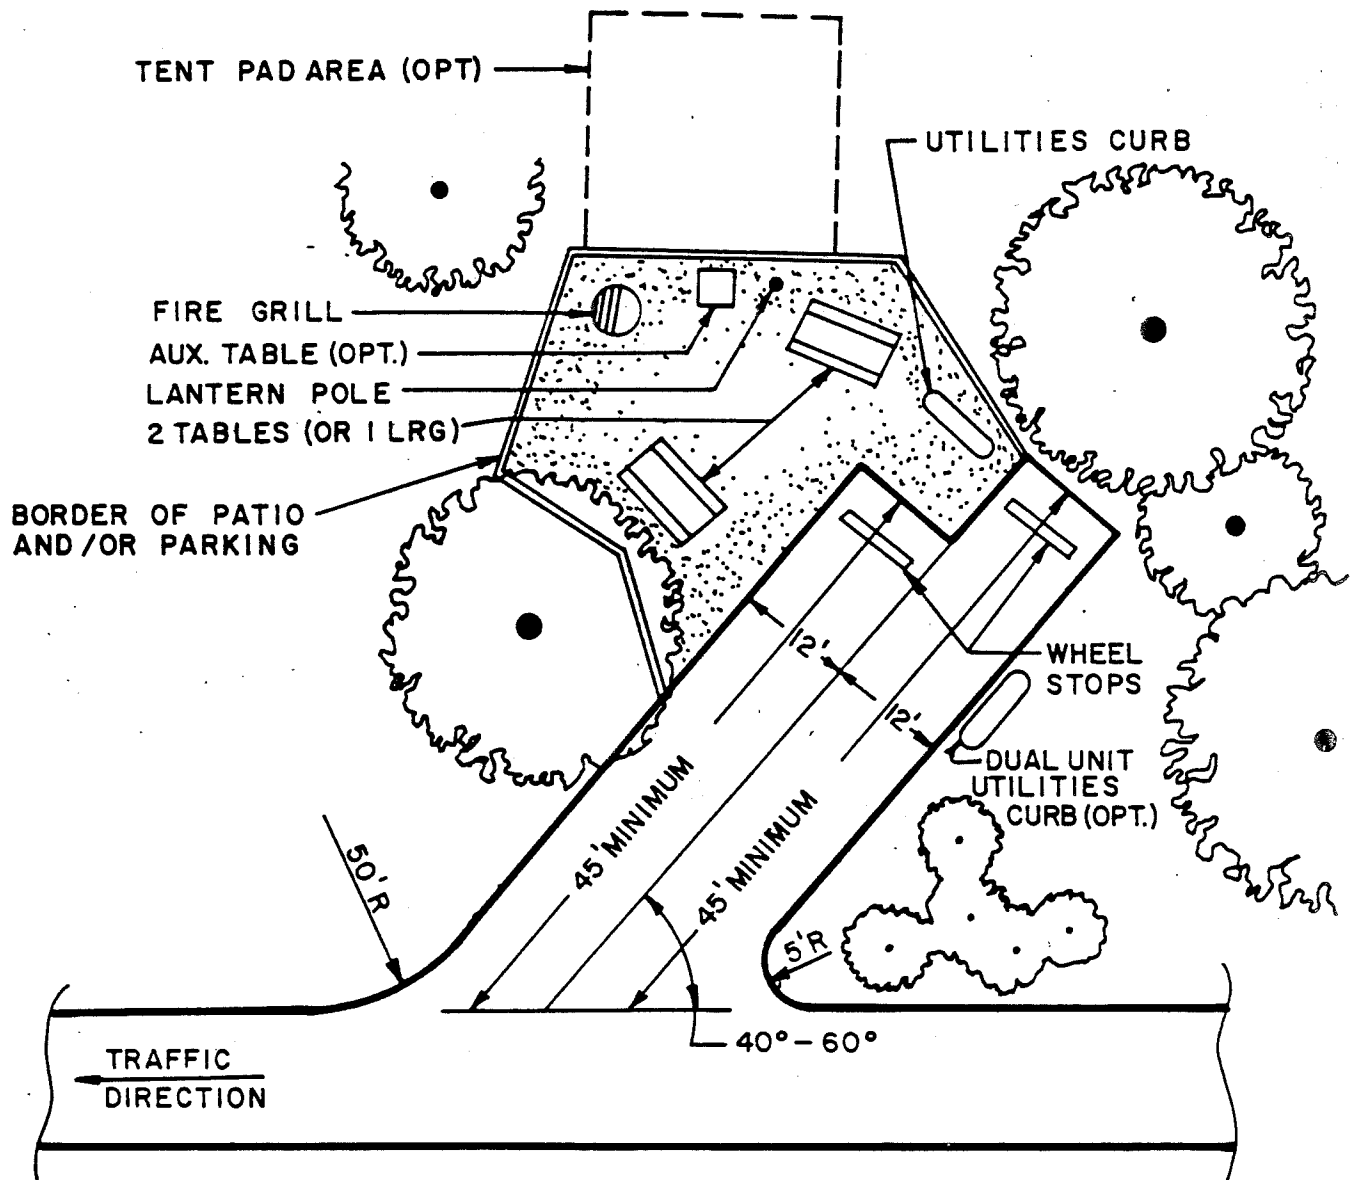 TENT PAD AREA (OPT)
UTILITIES CURB
FIRE GRILL
AUX. TABLE (OPT.)
LANTERN POLE
2 TABLES (OR 1 LRG)
BORDER OF PATIO
AND/OR PARKING
12'
12'
WHEEL
STOPS
DUAL UNIT
UTILITIES
CURB (OPT.)
45' MINIMUM
45' MINIMUM
50'R
5'R
40°-60°
TRAFFIC
DIRECTION